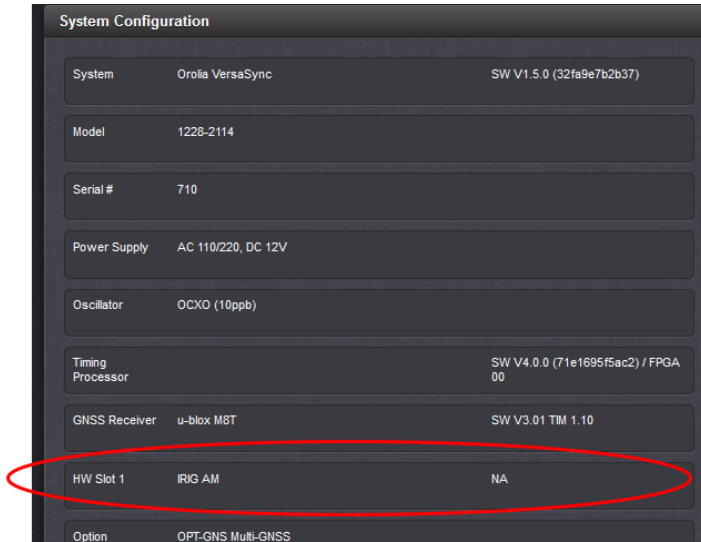 System Configuration
System Orolia VersaSync SW V1.5.0 (32fa9e7b2b37)
Model 1228-2114
Serial # 710
Power Supply AC 110/220, DC 12V
Oscillator OCXO (10ppb)
Timing SW V4.0.0 (71e1695f5ac2) / FPGA
Processor 00
GNSS Receiver u-blox M8T SW V3.01 TIM 1.10
HW Slot 1 IRIG AM NA
Option OPT-GNS Multi-GNSS